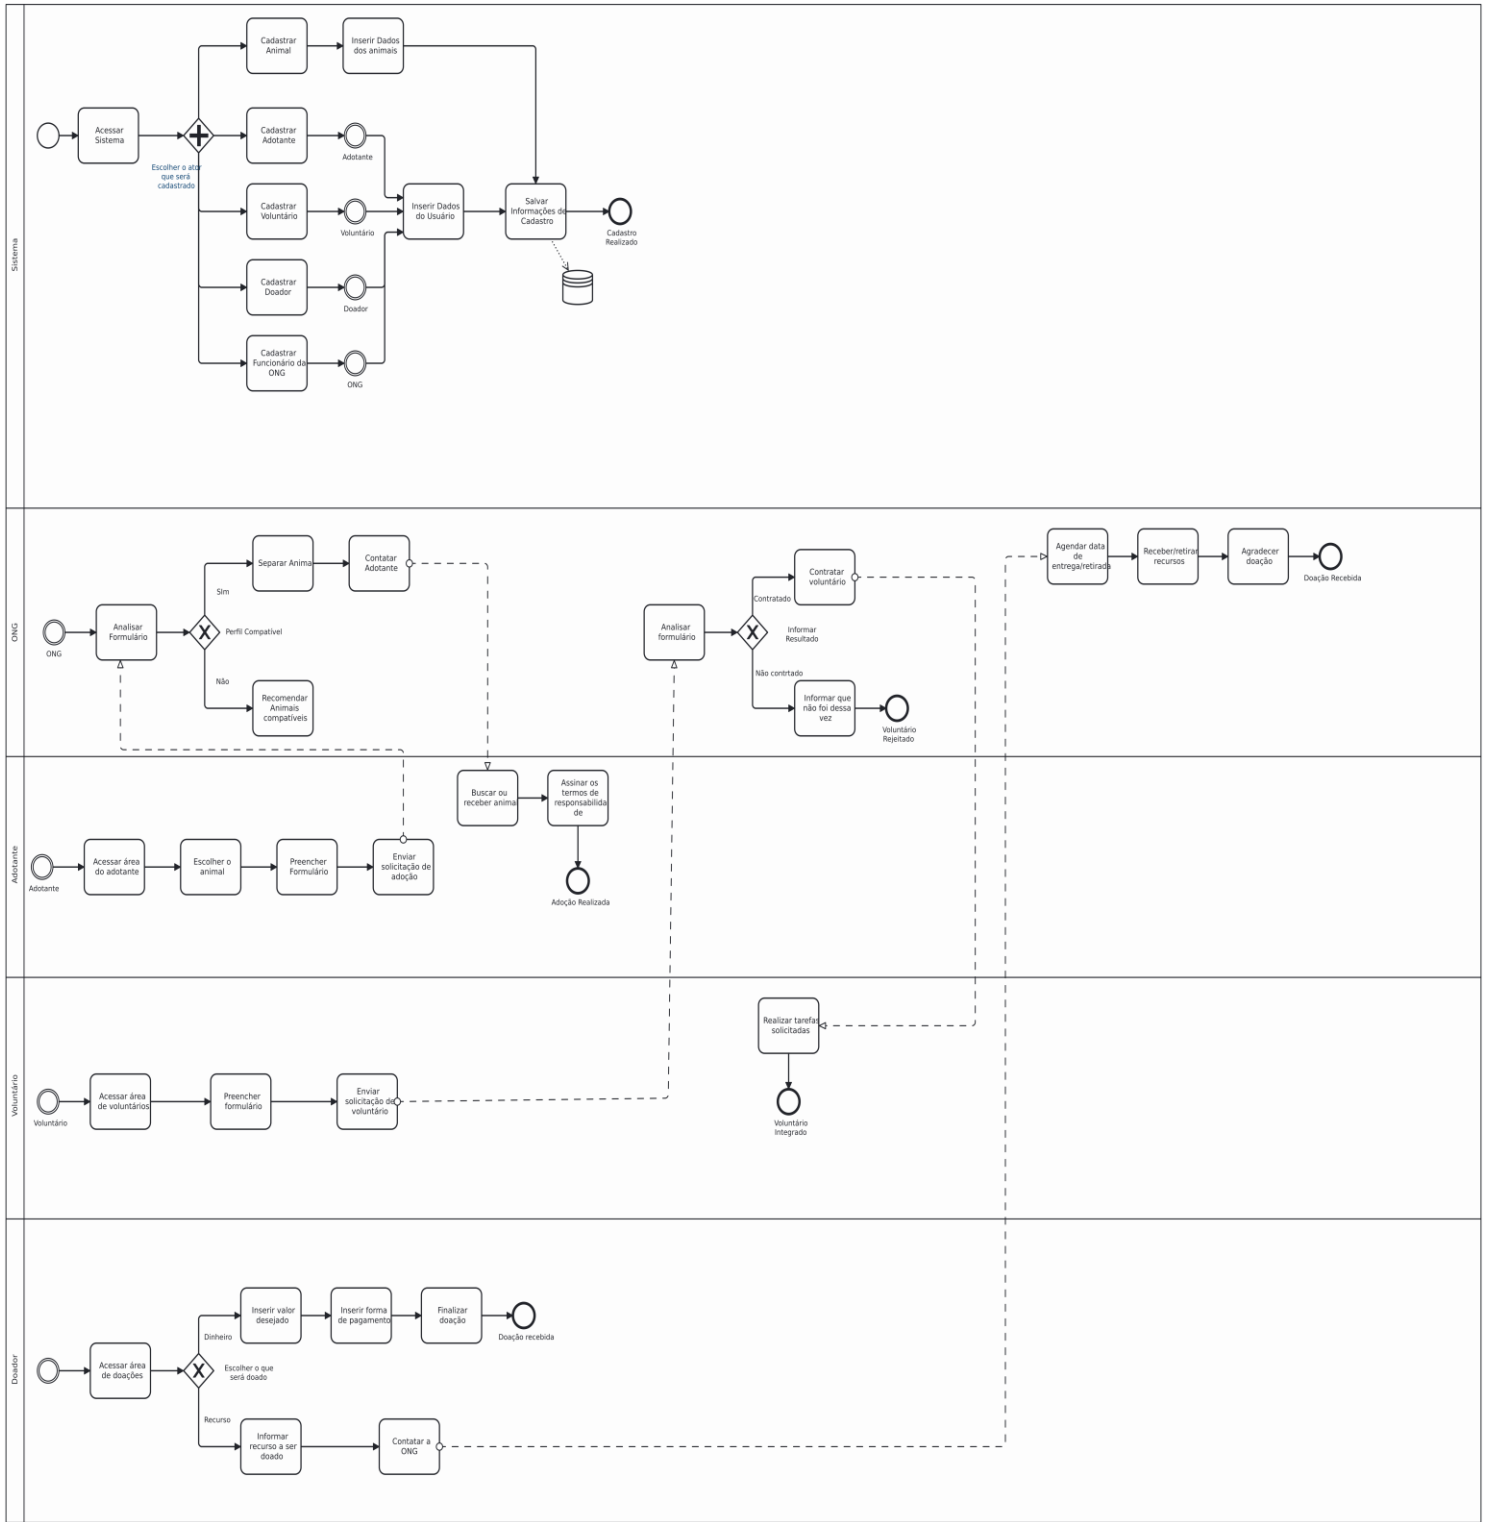 Sistema
Cadastrar
Animal
Inserir Dados
dos animais
Acessar
Sistema
Escolher o ator
que será
cadastrado
Cadastrar
Adotante
Adotante
Cadastrar
Voluntário
Voluntário
Inserir Dados
do Usuário
Salvar
Informações de
Cadastro
Cadastro
Realizado
Cadastrar
Doador
Doador
Cadastrar
Funcionário da
ONG
ONG
ONG
ONG
Analisar
Formulário
Sim
Perfil Compatível
Não
Separar Anima
Contatar
Adotante
Recomendar
Animais
compatíveis
Analisar
formulário
Contratado
Informar
Resultado
Não contrtado
Contratar
voluntário
Informar que
não foi dessa
vez
Voluntário
Rejeitado
Agendar data
de
entrega/retirada
Receber/retirar
recursos
Agradecer
doação
Doação Recebida
Adotante
Adotante
Acessar área
do adotante
Escolher o
animal
Preencher
Formulário
Enviar
solicitação de
adoção
Buscar ou
receber anima
Assinar os
termos de
responsabilida
de
Adoção Realizada
Voluntário
Voluntário
Acessar área
de voluntários
Preencher
formulário
Enviar
solicitação de
voluntário
Realizar tarefas
solicitadas
Voluntário
Integrado
Doador
Acessar área
de doações
Dinheiro
Escolher o que
será doado
Recurso
Inserir valor
desejado
Inserir forma
de pagamento
Finalizar
doação
Doação recebida
Informar
recurso a ser
doado
Contatar a
ONG